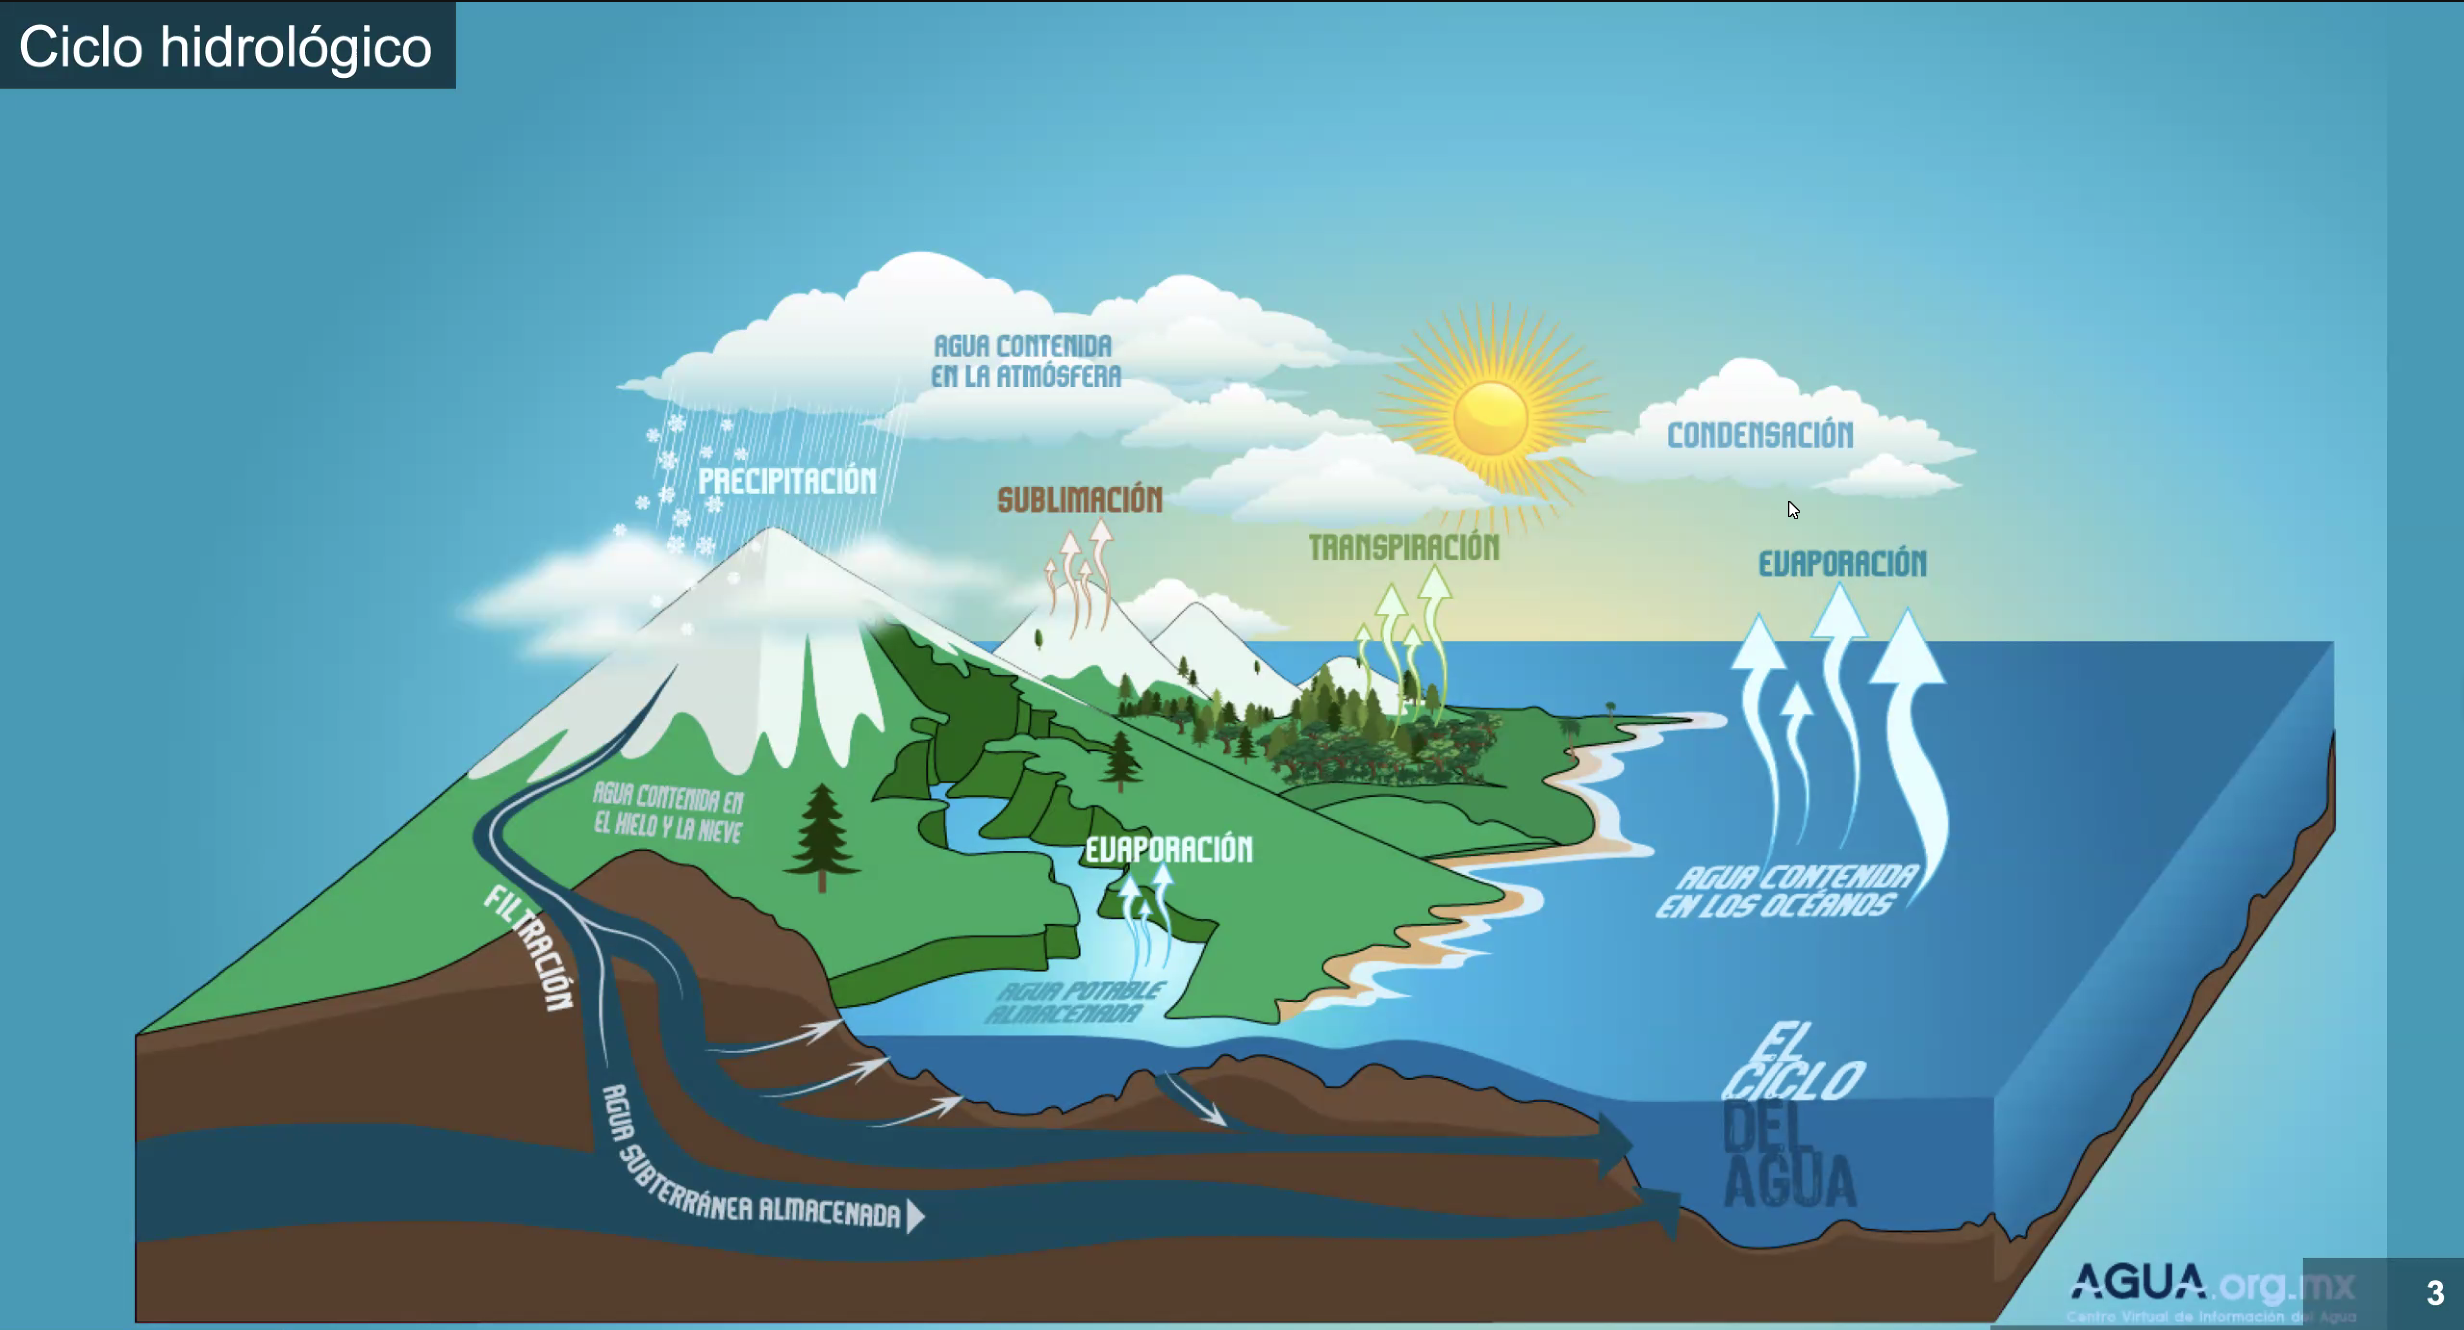 Ciclo hidrológico
AGUA CONTENIDA
EN LA ATMÓSFERA
CONDENSACIÓN
PRECIPITACIÓN
SUBLIMACIÓN
TRANSPIRACIÓN
EVAPORACIÓN
AGUA CONTENIDA EN
EL HIELO Y LA NIEVE
EVAPORACIÓN
AGUA CONTENIDA
EN LOS OCÉANOS
FILTRACIÓN
AGUA POTABLE
ALMACENADA
EL
CICLO
DEL
AGUA
AGUA SUBTERRÁNEA ALMACENADA
AGUA.org.mx
Centro Virtual de Información del Agua
3